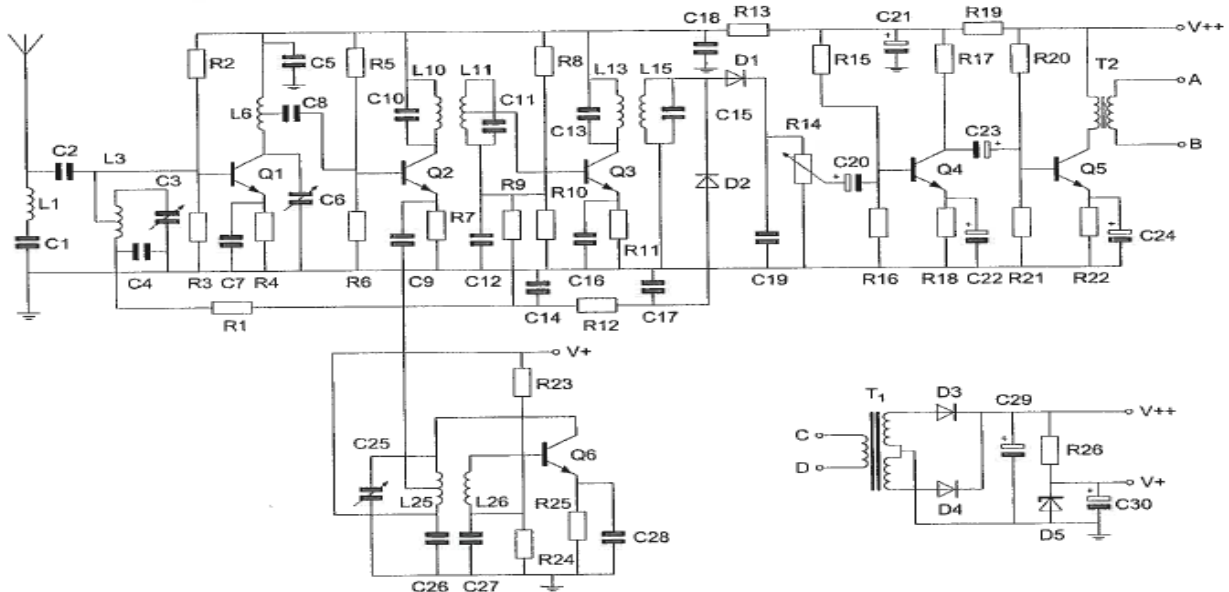 C18 R13 C21 R19 V++
R2 C5 R5 L10 L11 R8 L13 L15 D1 R15 R17 R20 T2
C8 C10 C11 A
L6 C13 C15 R14 C23
C2 L3 Q1 Q2 Q3 C20 Q4 Q5 B
C3 R9 R10 D2
L1 C6 R7 R11 C24
C1
C4 R3 C7 R4 R6 C9 C12 C16 C19 R16 R18 C22 R21 R22
R1 C14 R12 C17
V+
R23
T1 D3 C29 V++
C
C25 Q6 R26
D
L25 L26 R25 D4 V+
C30
R24 C28 D5
C26 C27